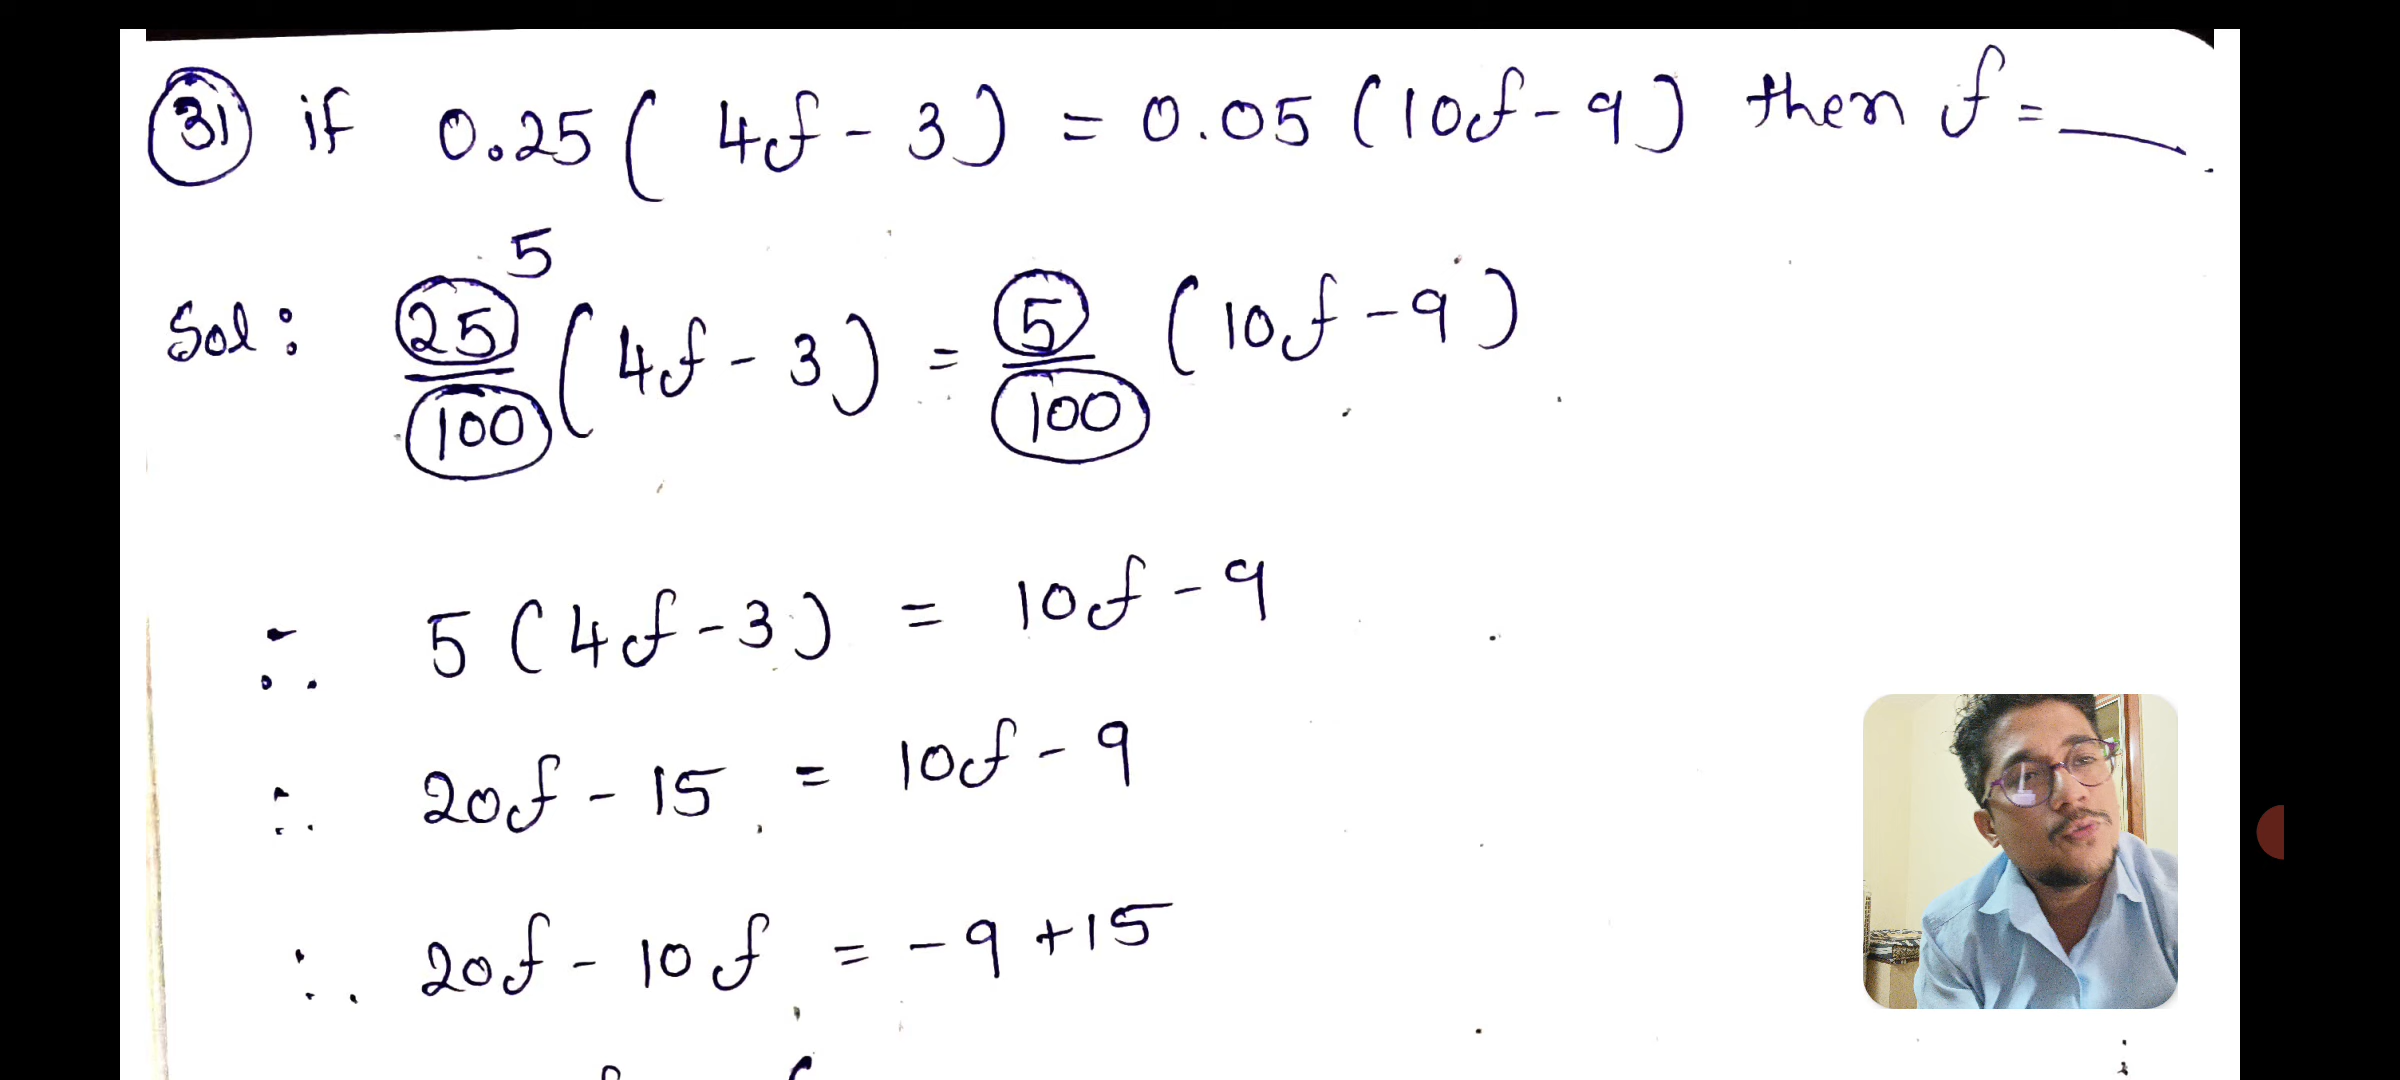 31 if 0.25 ( 4f - 3 ) = 0.05 ( 10f - 9 ) then f = __.
5
Sol : 25/100 ( 4f - 3 ) = 5/100 ( 10f - 9 )
∴ 5 ( 4f - 3 ) = 10f - 9
∴ 20f - 15 = 10f - 9
∴ 20f - 10f = - 9 + 15